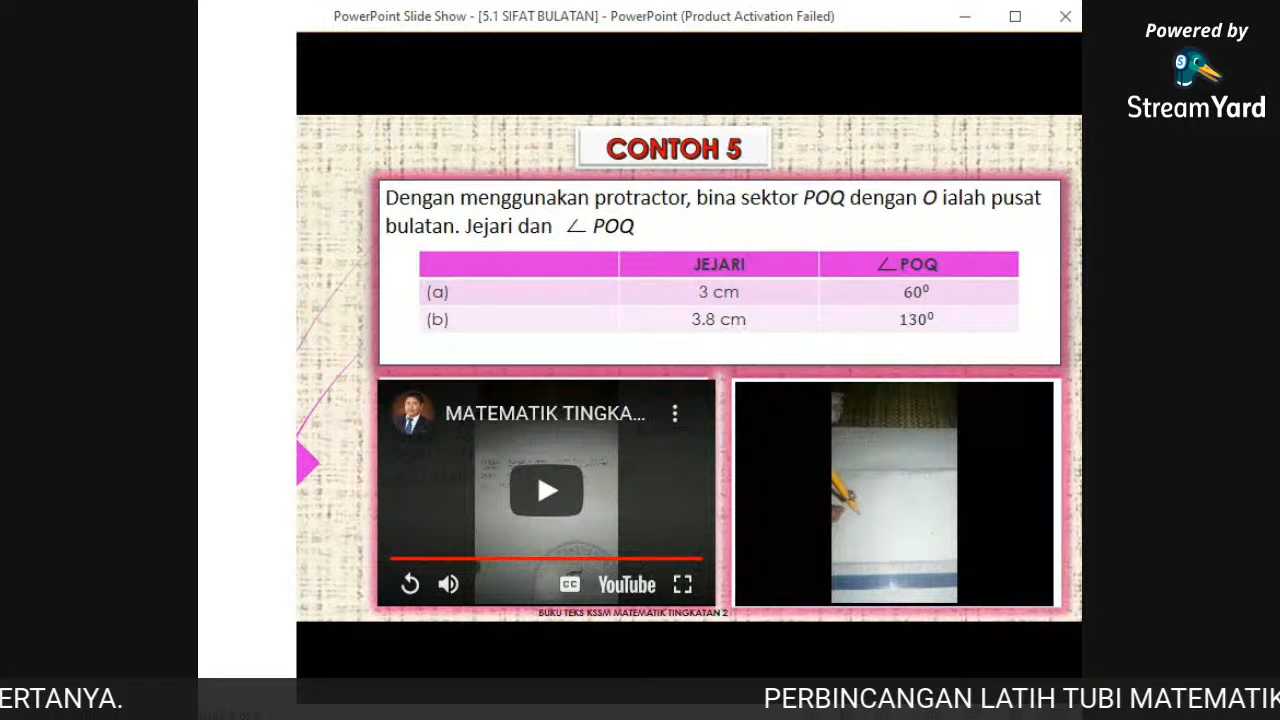 PowerPoint Slide Show - [5.1 SIFAT BULATAN] - PowerPoint (Product Activation Failed)
Powered by
StreamYard
CONTOH 5
Dengan menggunakan protractor, bina sektor POQ dengan O ialah pusat
bulatan. Jejari dan ∠ POQ
JEJARI ∠ POQ
(a) 3 cm 60⁰
(b) 3.8 cm 130⁰
MATEMATIK TINGKA...
CC YouTube
BUKU TEKS KSSM MATEMATIK TINGKATAN 2
ERTANYA. PERBINCANGAN LATIH TUBI MATEMATIK